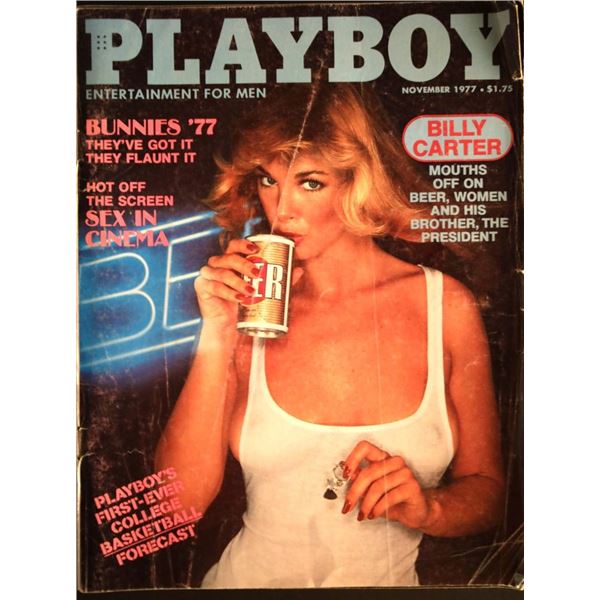 PLAYBOY
ENTERTAINMENT FOR MEN
NOVEMBER 1977 • $1.75
BUNNIES '77
THEY'VE GOT IT
THEY FLAUNT IT
HOT OFF
THE SCREEN
SEX IN
CINEMA
BILLY
CARTER
MOUTHS
OFF ON
BEER, WOMEN
AND HIS
BROTHER, THE
PRESIDENT
BE
ER
PLAYBOY'S
FIRST-EVER
COLLEGE
BASKETBALL
FORECAST